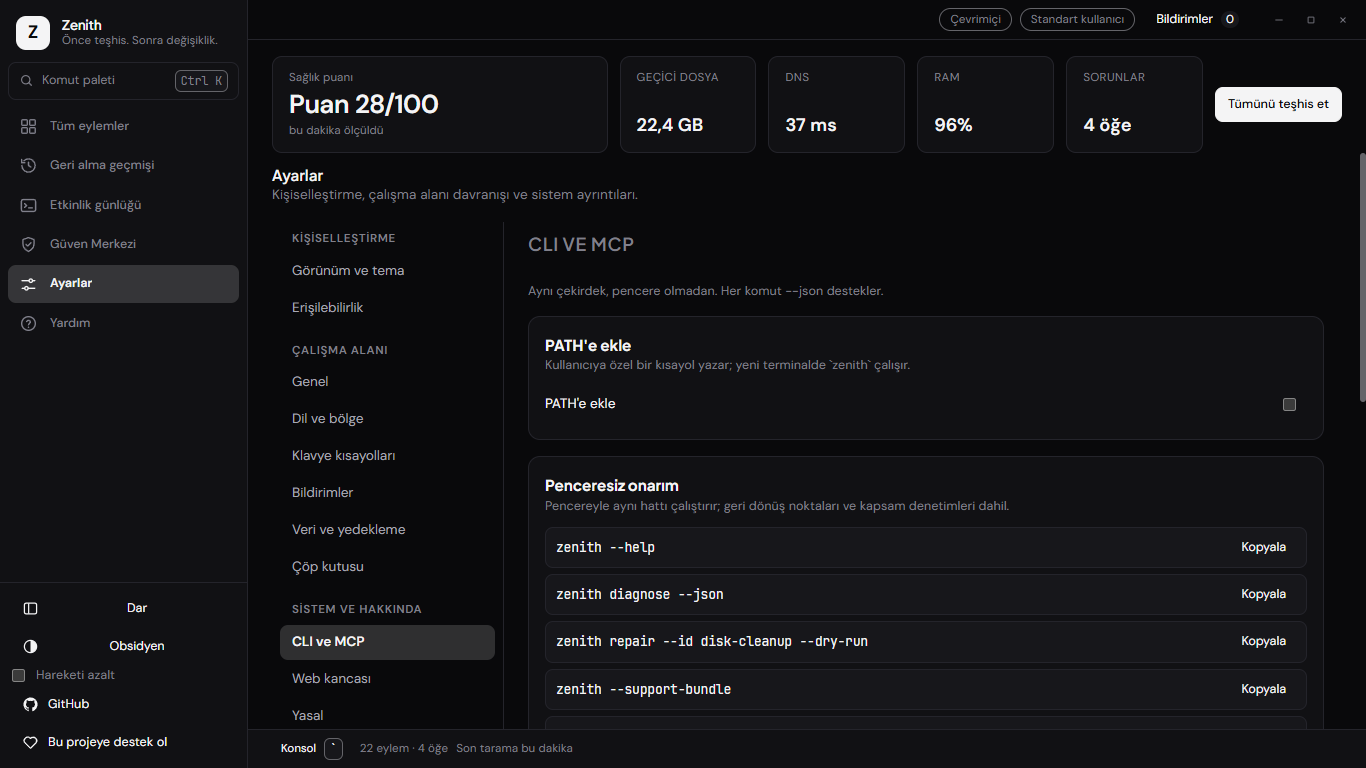 Z
Zenith
Önce teşhis. Sonra değişiklik.
Komut paleti Ctrl K
Tüm eylemler
Geri alma geçmişi
Etkinlik günlüğü
Güven Merkezi
Ayarlar
Yardım
Dar
Obsidyen
Hareketi azalt
GitHub
Bu projeye destek ol
Çevrimiçi Standart kullanıcı Bildirimler 0
Sağlık puanı
Puan 28/100
bu dakika ölçüldü
GEÇİCİ DOSYA
22,4 GB
DNS
37 ms
RAM
96%
SORUNLAR
4 öğe
Tümünü teşhis et
Ayarlar
Kişiselleştirme, çalışma alanı davranışı ve sistem ayrıntıları.
KİŞİSELLEŞTİRME
Görünüm ve tema
Erişilebilirlik
ÇALIŞMA ALANI
Genel
Dil ve bölge
Klavye kısayolları
Bildirimler
Veri ve yedekleme
Çöp kutusu
SİSTEM VE HAKKINDA
CLI ve MCP
Web kancası
Yasal
CLI VE MCP
Aynı çekirdek, pencere olmadan. Her komut --json destekler.
PATH'e ekle
Kullanıcıya özel bir kısayol yazar; yeni terminalde `zenith` çalışır.
PATH'e ekle
Penceresiz onarım
Pencereyle aynı hattı çalıştırır; geri dönüş noktaları ve kapsam denetimleri dahil.
zenith --help Kopyala
zenith diagnose --json Kopyala
zenith repair --id disk-cleanup --dry-run Kopyala
zenith --support-bundle Kopyala
Konsol ` 22 eylem · 4 öğe Son tarama bu dakika